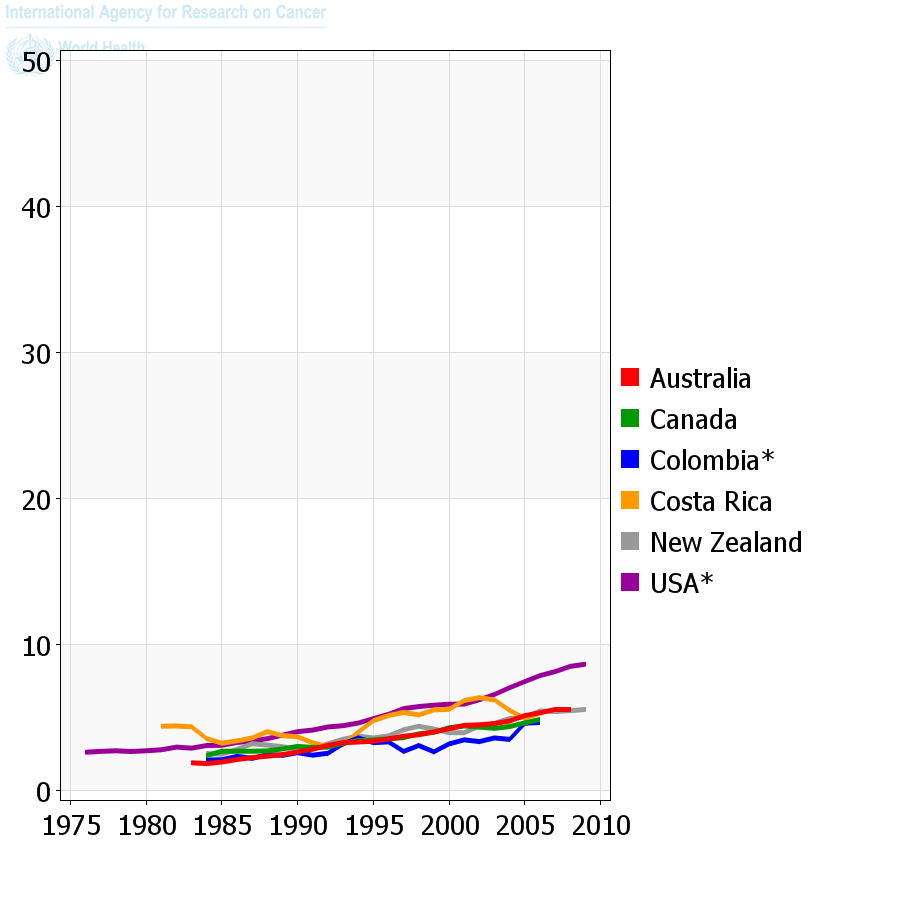 International Agency for Research on Cancer
World Health
50
40
30
20
10
0
1975 1980 1985 1990 1995 2000 2005 2010
Australia
Canada
Colombia*
Costa Rica
New Zealand
USA*